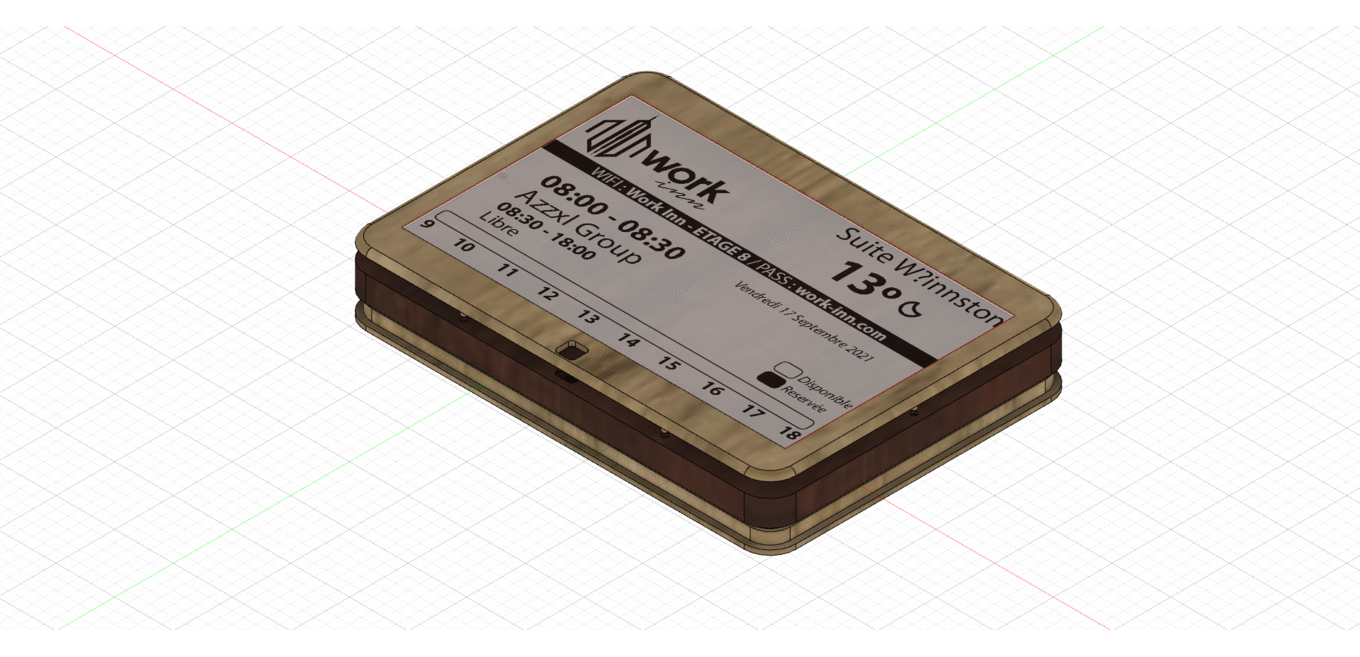 work
inn
Suite W?innston
13°
WIFI : Work Inn - ETAGE 8 / PASS : work-inn.com
08:00 - 08:30
Azzxl Group
08:30 - 18:00
Libre
Vendredi 17 Septembre 2021
Disponible
Reservée
9 10 11 12 13 14 15 16 17 18